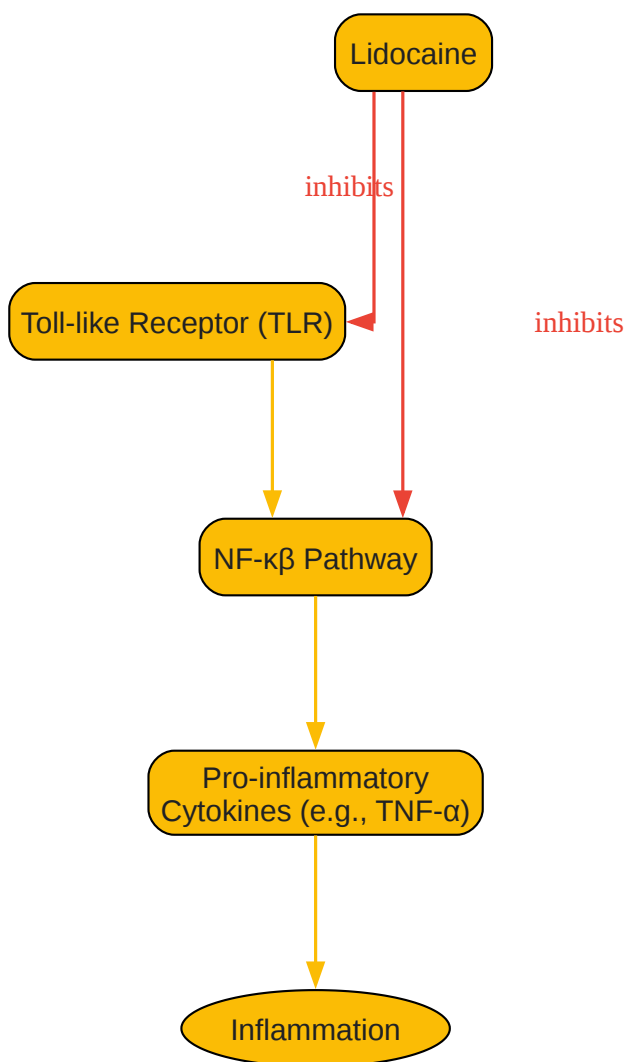 Lidocaine
inhibits
Toll-like Receptor (TLR)
inhibits
NF-κβ Pathway
Pro-inflammatory
Cytokines (e.g., TNF-α)
Inflammation